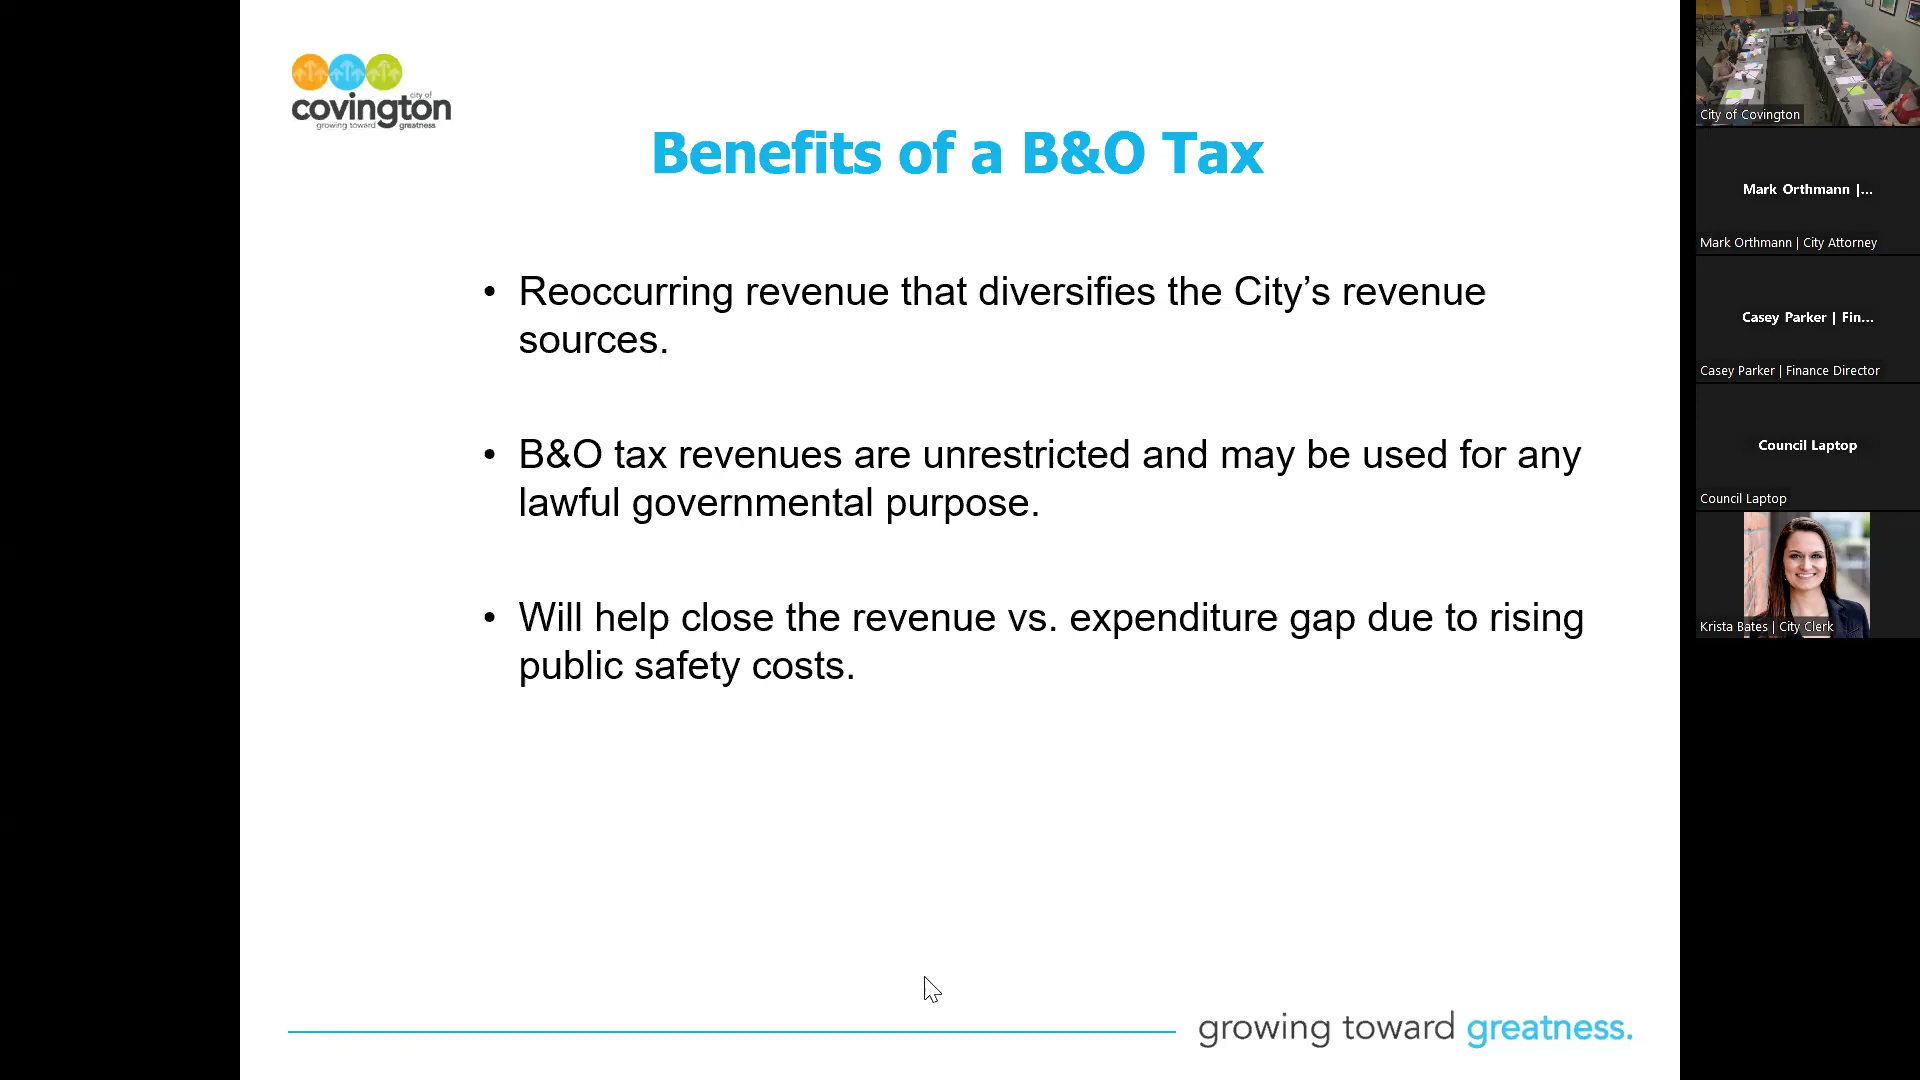 city of
covington
growing toward greatness
Benefits of a B&O Tax
• Reoccurring revenue that diversifies the City’s revenue
sources.
• B&O tax revenues are unrestricted and may be used for any
lawful governmental purpose.
• Will help close the revenue vs. expenditure gap due to rising
public safety costs.
growing toward greatness.
City of Covington
Mark Orthmann |...
Mark Orthmann | City Attorney
Casey Parker | Fin...
Casey Parker | Finance Director
Council Laptop
Council Laptop
Krista Bates | City Clerk